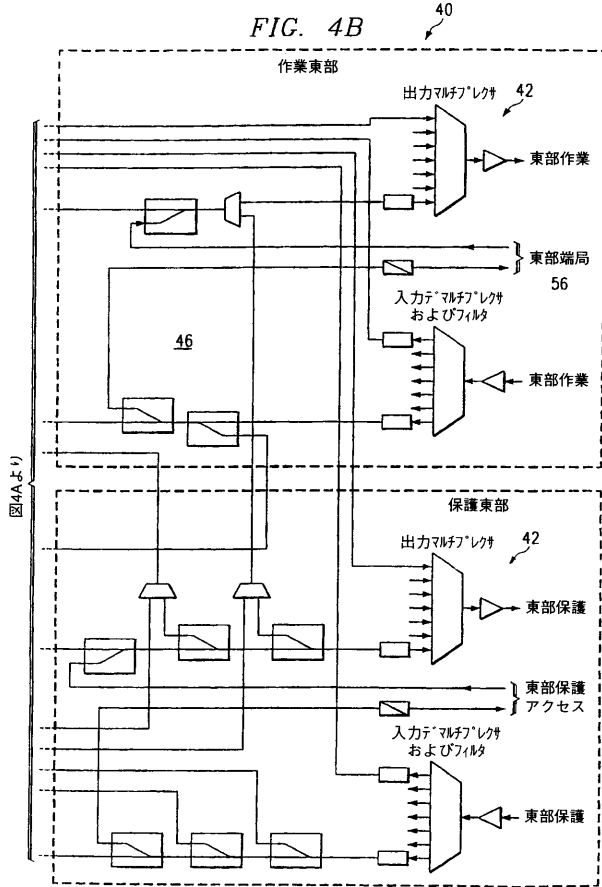 FIG. 4B
40
作業東部
出力マルチプレクサ
42
東部作業
東部端局
56
入力デマルチプレクサ
およびフィルタ
46
東部作業
図4Aより
保護東部
出力マルチプレクサ
42
東部保護
東部保護
アクセス
入力デマルチプレクサ
およびフィルタ
東部保護